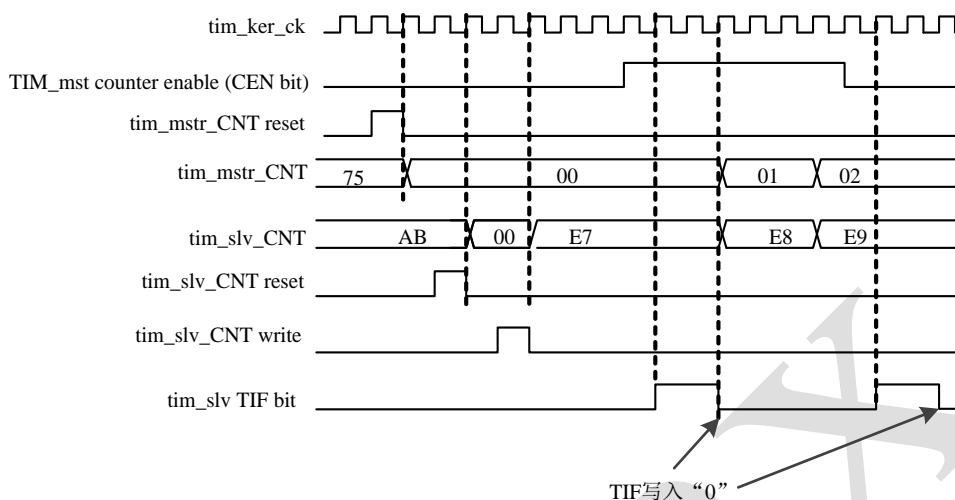 tim_ker_ck
TIM_mst counter enable (CEN bit)
tim_mstr_CNT reset
tim_mstr_CNT
75 00 01 02
tim_slv_CNT
AB 00 E7 E8 E9
tim_slv_CNT reset
tim_slv_CNT write
tim_slv TIF bit
TIF写入“0”